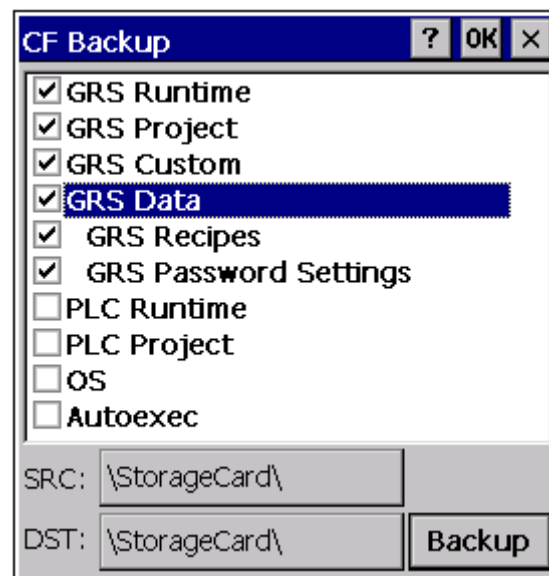 CF Backup ? OK ×
GRS Runtime
GRS Project
GRS Custom
GRS Data
GRS Recipes
GRS Password Settings
PLC Runtime
PLC Project
OS
Autoexec
SRC: \StorageCard\
DST: \StorageCard\ Backup